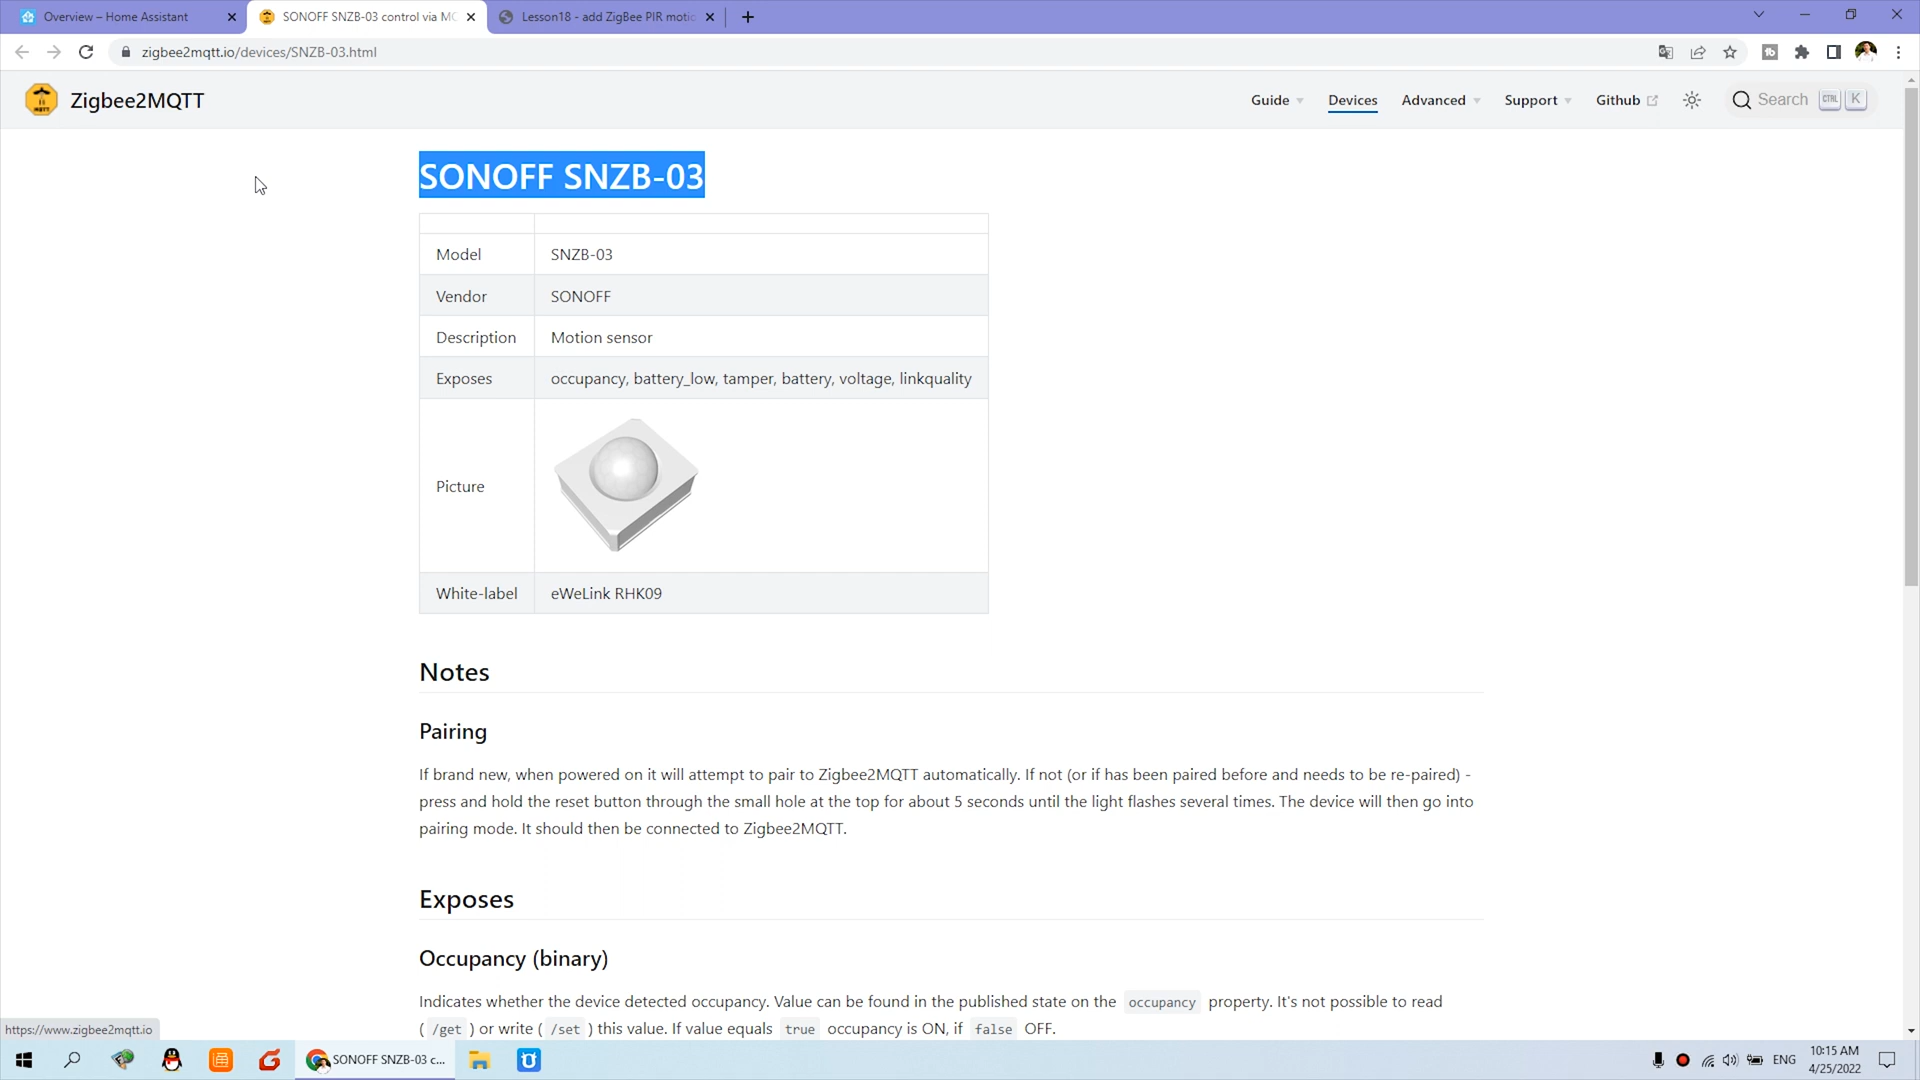 Overview – Home Assistant
SONOFF SNZB-03 control via MQ
Lesson18 - add ZigBee PIR motio
zigbee2mqtt.io/devices/SNZB-03.html
Zigbee2MQTT
Guide
Devices
Advanced
Support
Github
Search
CTRL
K
SONOFF SNZB-03
Model SNZB-03
Vendor SONOFF
Description Motion sensor
Exposes occupancy, battery_low, tamper, battery, voltage, linkquality
Picture
White-label eWeLink RHK09
Notes
Pairing
If brand new, when powered on it will attempt to pair to Zigbee2MQTT automatically. If not (or if has been paired before and needs to be re-paired) -
press and hold the reset button through the small hole at the top for about 5 seconds until the light flashes several times. The device will then go into
pairing mode. It should then be connected to Zigbee2MQTT.
Exposes
Occupancy (binary)
Indicates whether the device detected occupancy. Value can be found in the published state on the occupancy property. It's not possible to read
( /get ) or write ( /set ) this value. If value equals true occupancy is ON, if false OFF.
https://www.zigbee2mqtt.io
SONOFF SNZB-03 c...
ENG
10:15 AM
4/25/2022